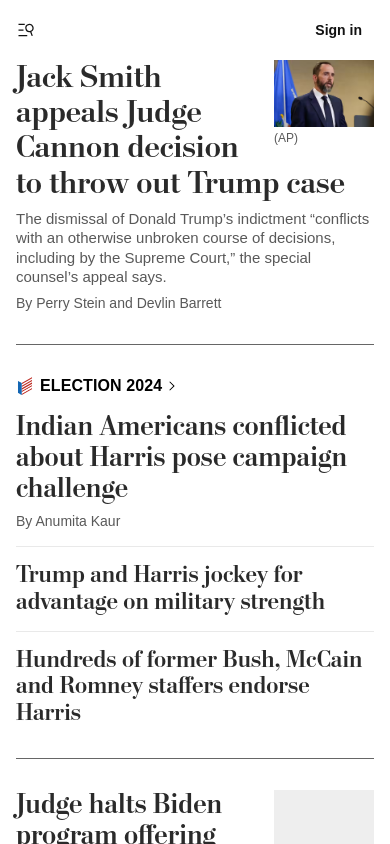 Sign in
Jack Smith
appeals Judge
Cannon decision
to throw out Trump case
(AP)
The dismissal of Donald Trump's indictment “conflicts
with an otherwise unbroken course of decisions,
including by the Supreme Court,” the special
counsel’s appeal says.
By Perry Stein and Devlin Barrett
ELECTION 2024
Indian Americans conflicted
about Harris pose campaign
challenge
By Anumita Kaur
Trump and Harris jockey for
advantage on military strength
Hundreds of former Bush, McCain
and Romney staffers endorse
Harris
Judge halts Biden
program offering